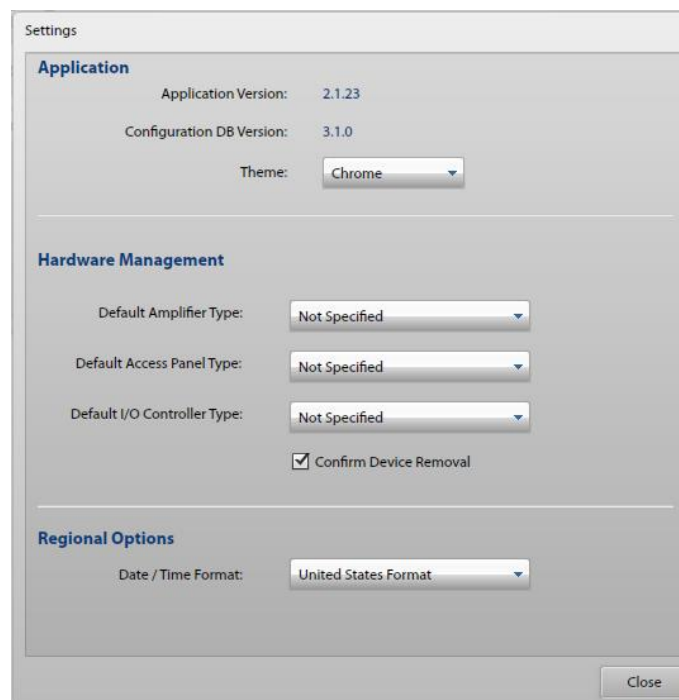 Settings
Application
Application Version: 2.1.23
Configuration DB Version: 3.1.0
Theme: Chrome
Hardware Management
Default Amplifier Type: Not Specified
Default Access Panel Type: Not Specified
Default I/O Controller Type: Not Specified
Confirm Device Removal
Regional Options
Date / Time Format: United States Format
Close